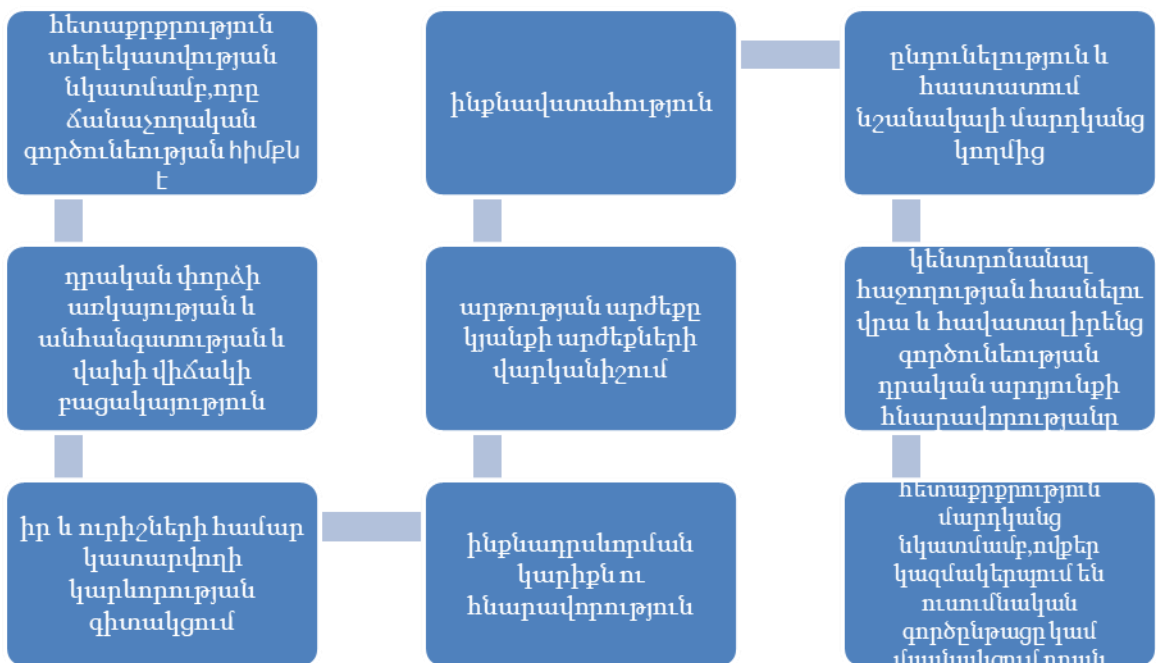 հետաքրքրություն
տեղեկատվության
նկատմամբ,որը
ճանաչողական
գործունեության հիմքն
է
դրական փորձի
առկայության և
անհանգստության և
վախի վիճակի
բացակայություն
իր և ուրիշների համար
կատարվողի
կարևորության
գիտակցում
ինքնադրսևորման
կարիքն ու
հնարավորություն
արթության արժեքը
կյանքի արժեքների
վարկանիշում
ինքնավստահություն
ընդունելություն և
հաստատում
նշանակալի մարդկանց
կողմից
կենտրոնանալ
հաջողության հասնելու
վրա և հավատալ իրենց
գործունեության
դրական արդյունքի
հնարավորությանը
հետաքրքրություն
մարդկանց
նկատմամբ,ովքեր
կազմակերպում են
ուսումնական
գործընթացը կամ
մասնակցում դրան